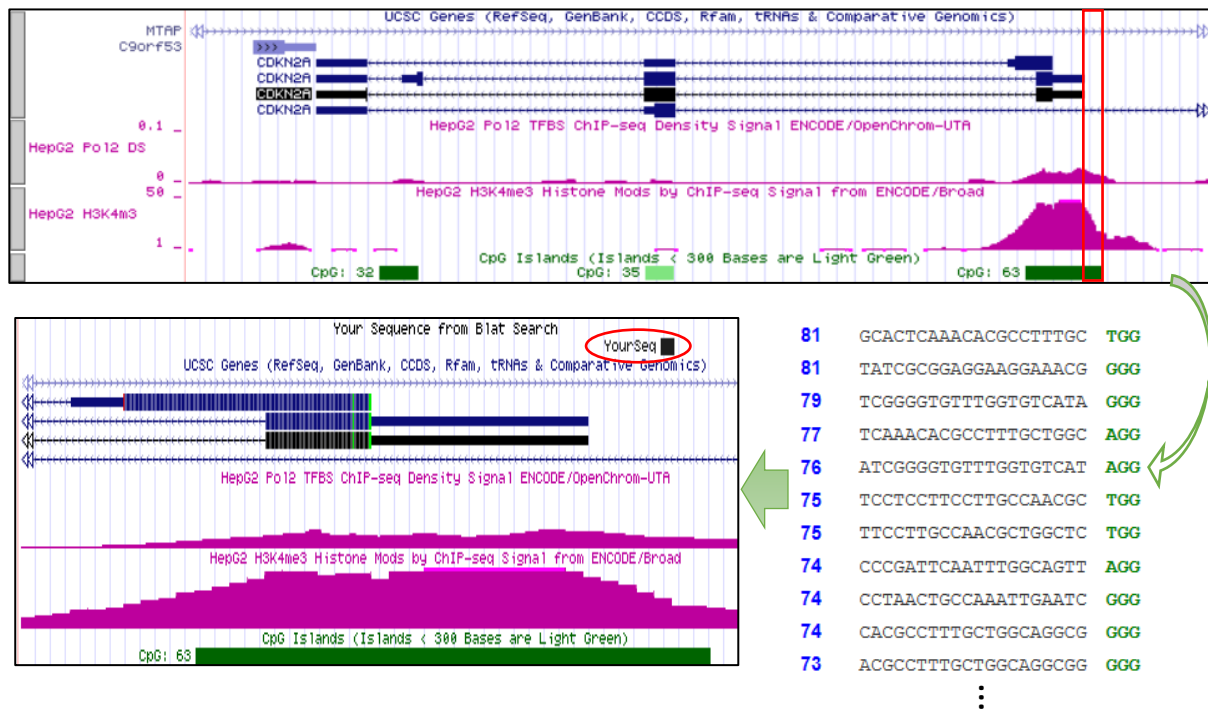 UCSC Genes (RefSeq, GenBank, CCDS, Rfam, tRNAs & Comparative Genomics)
MTAP
C9orf53
CDKN2A
CDKN2A
CDKN2A
CDKN2A
0.1 _
HepG2 Pol2 TFBS ChIP-seq Density Signal ENCODE/OpenChrom-UTA
HepG2 Pol2 DS
0 _
50 _
HepG2 H3K4me3 Histone Mods by ChIP-seq Signal from ENCODE/Broad
HepG2 H3K4m3
1 _
CpG Islands (Islands < 300 Bases are Light Green)
CpG: 32
CpG: 35
CpG: 63
Your Sequence from Blat Search
YourSeq
UCSC Genes (RefSeq, GenBank, CCDS, Rfam, tRNAs & Comparative Genomics)
HepG2 Pol2 TFBS ChIP-seq Density Signal ENCODE/OpenChrom-UTA
HepG2 H3K4me3 Histone Mods by ChIP-seq Signal from ENCODE/Broad
CpG Islands (Islands < 300 Bases are Light Green)
CpG: 63
81 GCACTCAAACACGCCTTTGC TGG
81 TATCGCGGAGGAAGGAAACG GGG
79 TCGGGGTGTTTGGTGTCATA GGG
77 TCAAACACGCCTTTGCTGGC AGG
76 ATCGGGGTGTTTGGTGTCAT AGG
75 TCCTCCTTCCTTGCCAACGC TGG
75 TTCCTTGCCAACGCTGGCTC TGG
74 CCCGATTCAATTTGGCAGTT AGG
74 CCTAACTGCCAAATTGAATC GGG
74 CACGCCTTTGCTGGCAGGCG GGG
73 ACGCCTTTGCTGGCAGGCGG GGG